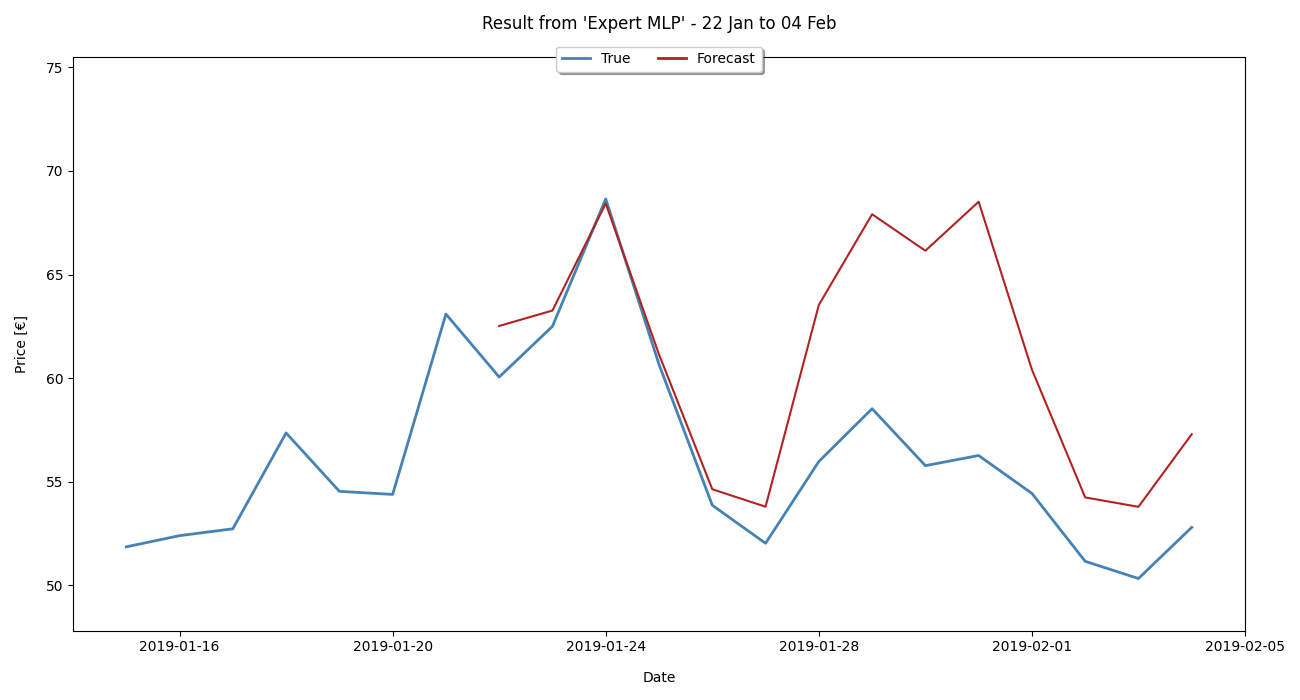 Result from 'Expert MLP' - 22 Jan to 04 Feb
True Forecast
75
70
65
60
55
50
Price [€]
2019-01-16 2019-01-20 2019-01-24 2019-01-28 2019-02-01 2019-02-05
Date